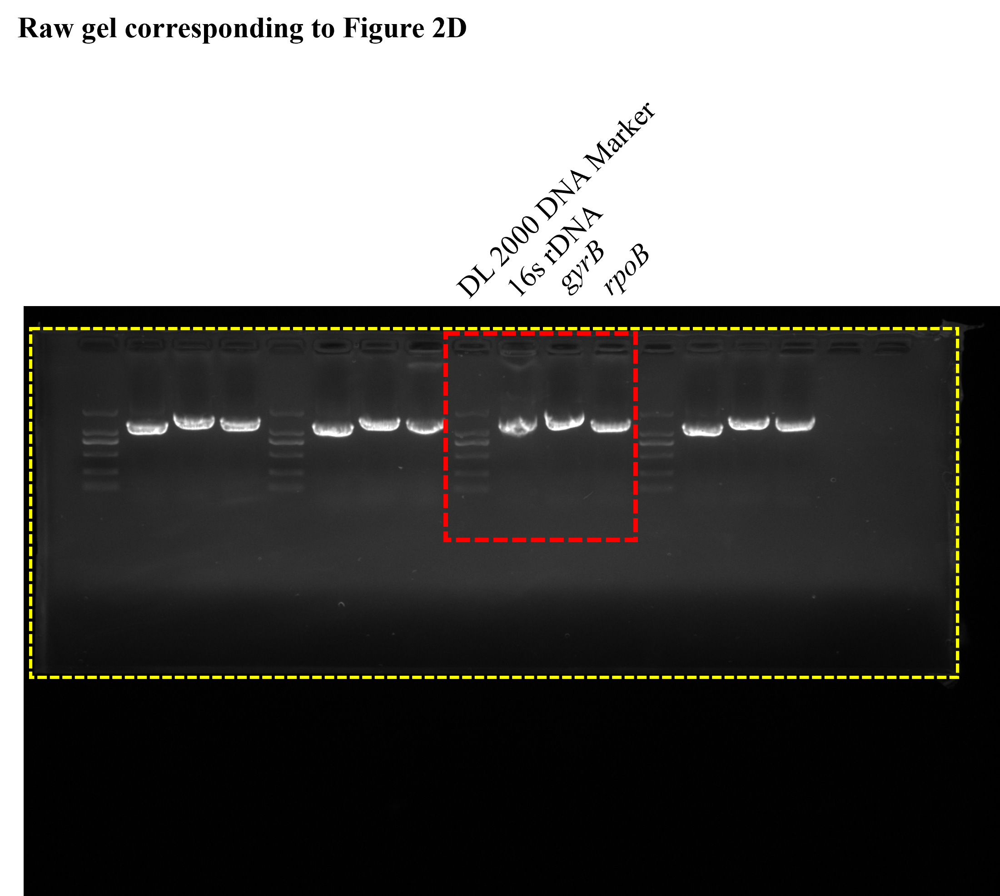 Raw gel corresponding to Figure 2D
DL 2000 DNA Marker
16s rDNA
gyrB
rpoB